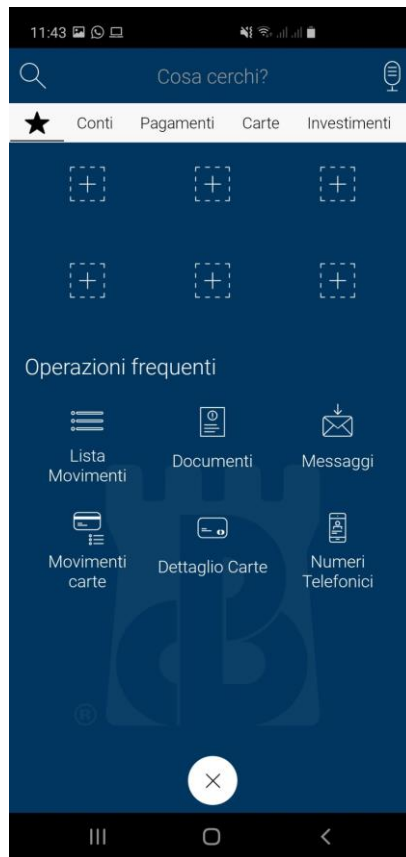 11:43
Cosa cerchi?
Conti Pagamenti Carte Investimenti
Operazioni frequenti
Lista
Movimenti
Documenti
Messaggi
Movimenti
carte
Dettaglio Carte
Numeri
Telefonici
®